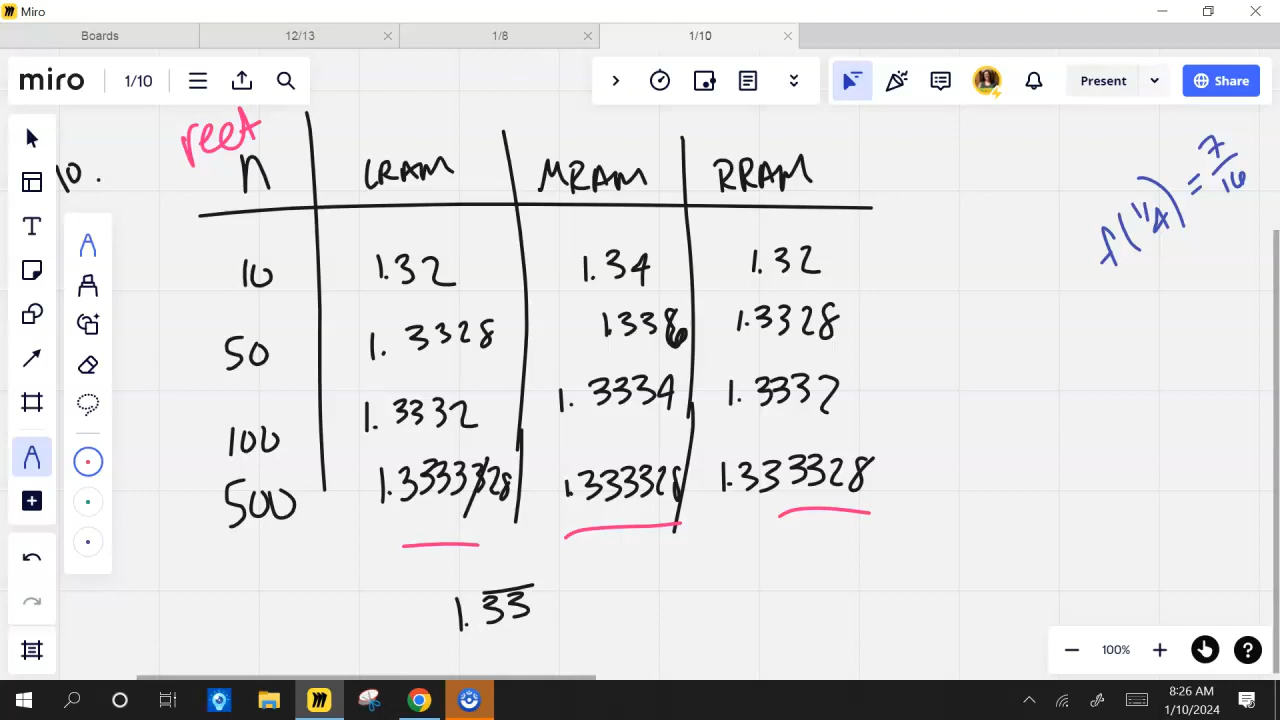 Miro
Boards
12/13
1/8
1/10
miro
1/10
Present
Share
rect
10.
n
LRAM
MRAM
RRAM
f(1/4) = 7/16
10
1.32
1.34
1.32
50
1.3328
1.338
1.3328
100
1.3332
1.3334
1.3332
500
1.3333328
1.333328
1.333328
1.33
100%
8:26 AM
1/10/2024